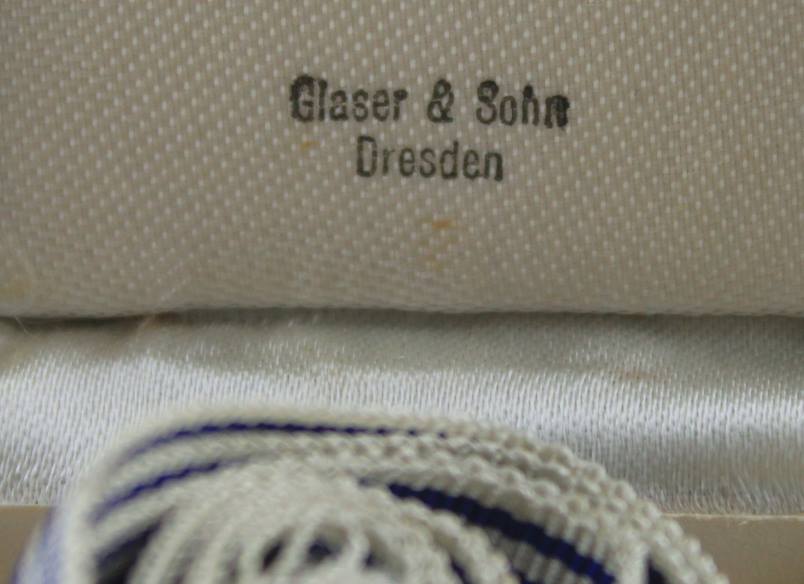 Glaser & Sohn
Dresden